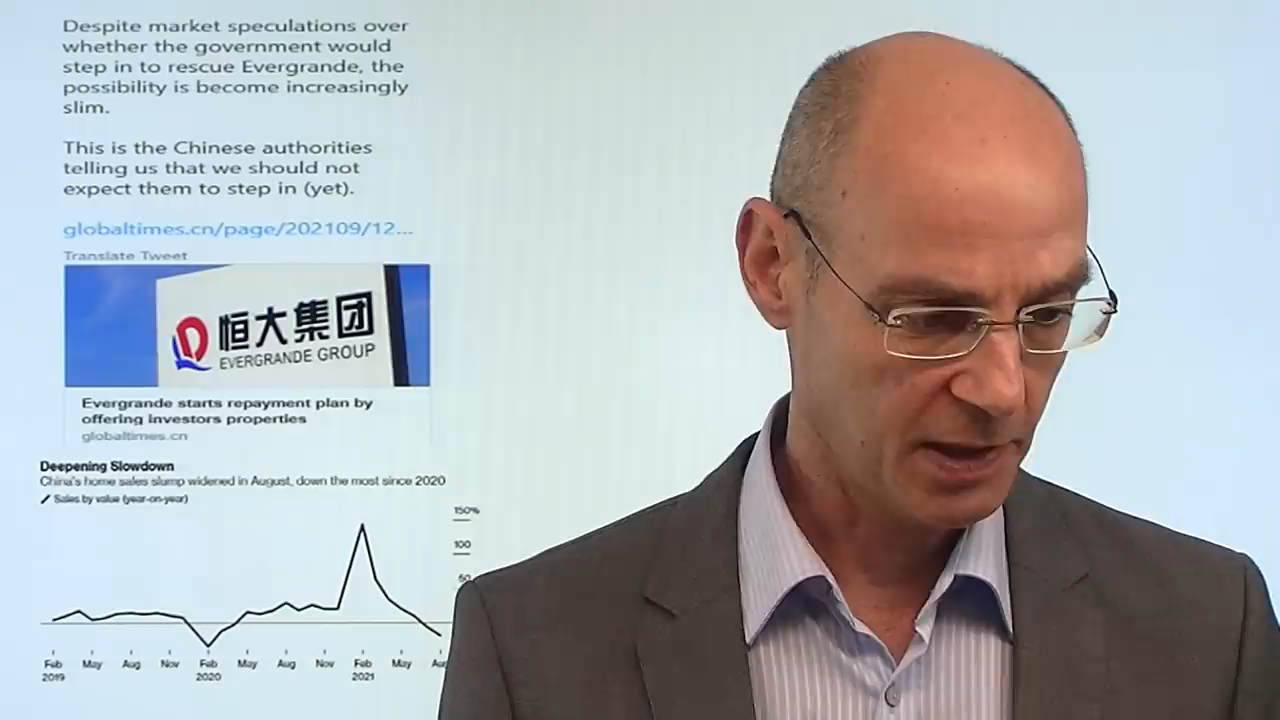 Despite market speculations over
whether the government would
step in to rescue Evergrande, the
possibility is become increasingly
slim.
This is the Chinese authorities
telling us that we should not
expect them to step in (yet).
globaltimes.cn/page/202109/12...
Translate Tweet
恒大集团
EVERGRANDE GROUP
Evergrande starts repayment plan by
offering investors properties
globaltimes.cn
Deepening Slowdown
China's home sales slump widened in August, down the most since 2020
Sales by value (year-on-year)
150%
100
50
Feb May Aug Nov Feb May Aug Nov Feb May
2019 2020 2021